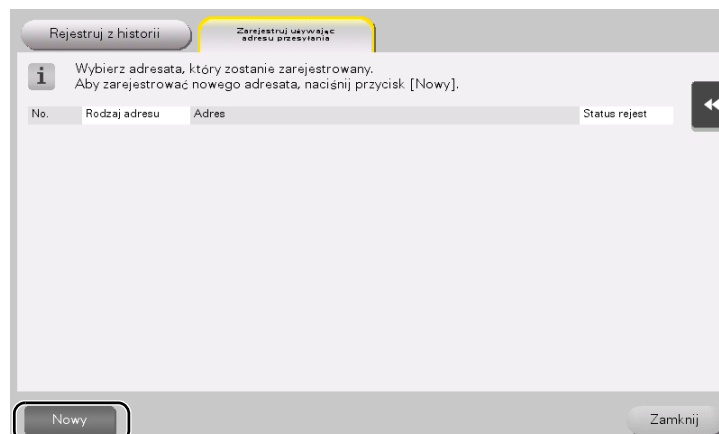 Rejestruj z historii
Zarejestruj używając
adresu przesyłania
i
Wybierz adresata, który zostanie zarejestrowany.
Aby zarejestrować nowego adresata, naciśnij przycisk [Nowy].
No. Rodzaj adresu Adres Status rejest
Nowy Zamknij